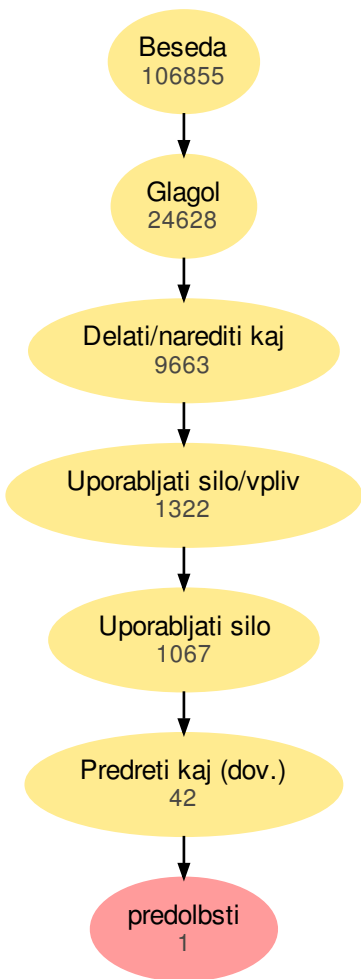 Beseda
106855
Glagol
24628
Delati/narediti kaj
9663
Uporabljati silo/vpliv
1322
Uporabljati silo
1067
Predreti kaj (dov.)
42
predolbsti
1